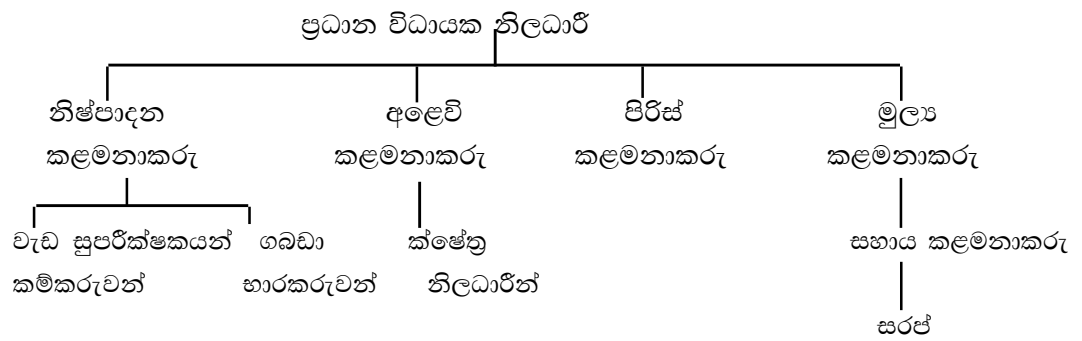 ප්‍රධාන විධායක නිලධාරී
නිෂ්පාදන අළෙවි පිරිස් මුල්‍ය
කළමනාකරු කළමනාකරු කළමනාකරු කළමනාකරු
වැඩ සුපරීක්ෂකයන් ගබඩා ක්ෂේත්‍ර සහාය කළමනාකරු
කම්කරුවන් භාරකරුවන් නිලධාරීන්
සරප්